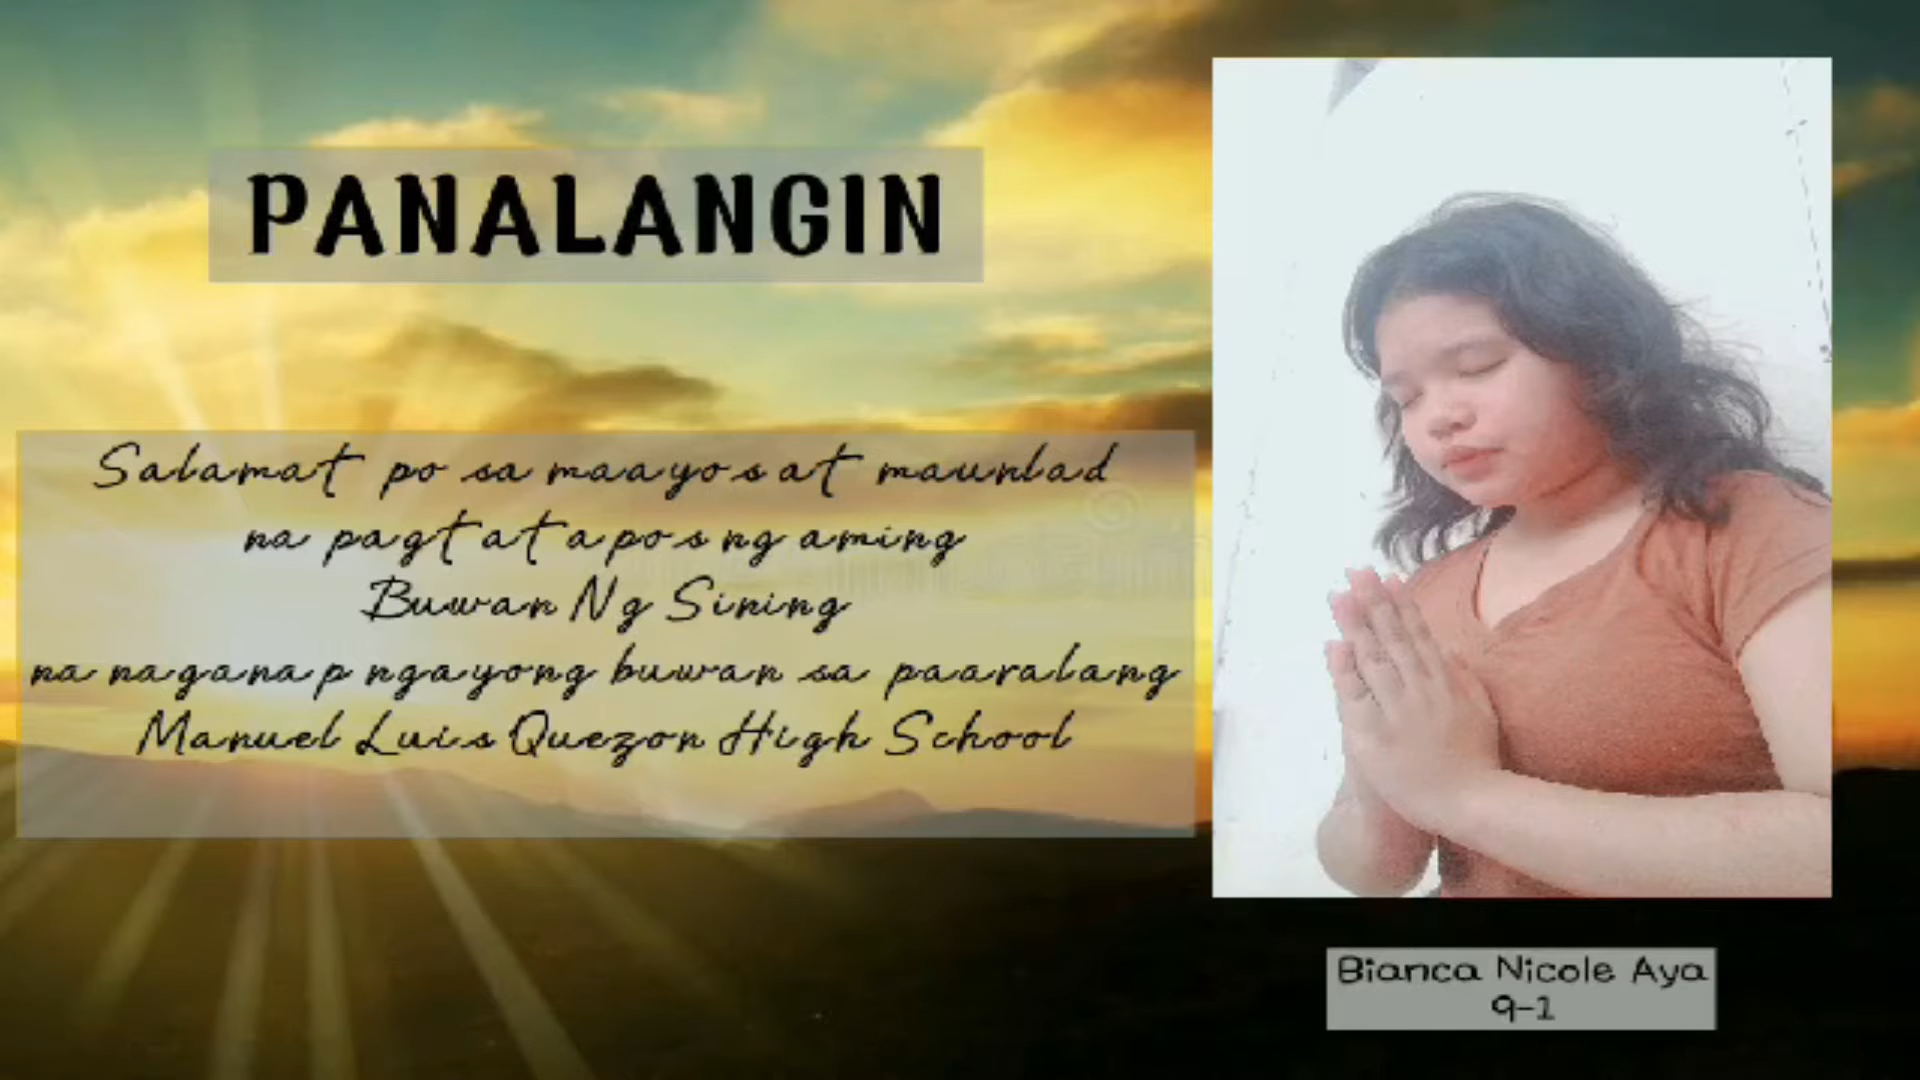 PANALANGIN
Salamat po sa maayos at maunlad
na pagtatapos ng aming
Buwan Ng Sining
na naganap ngayong buwan sa paaralang
Manuel Luis Quezon High School
Bianca Nicole Aya
9-1